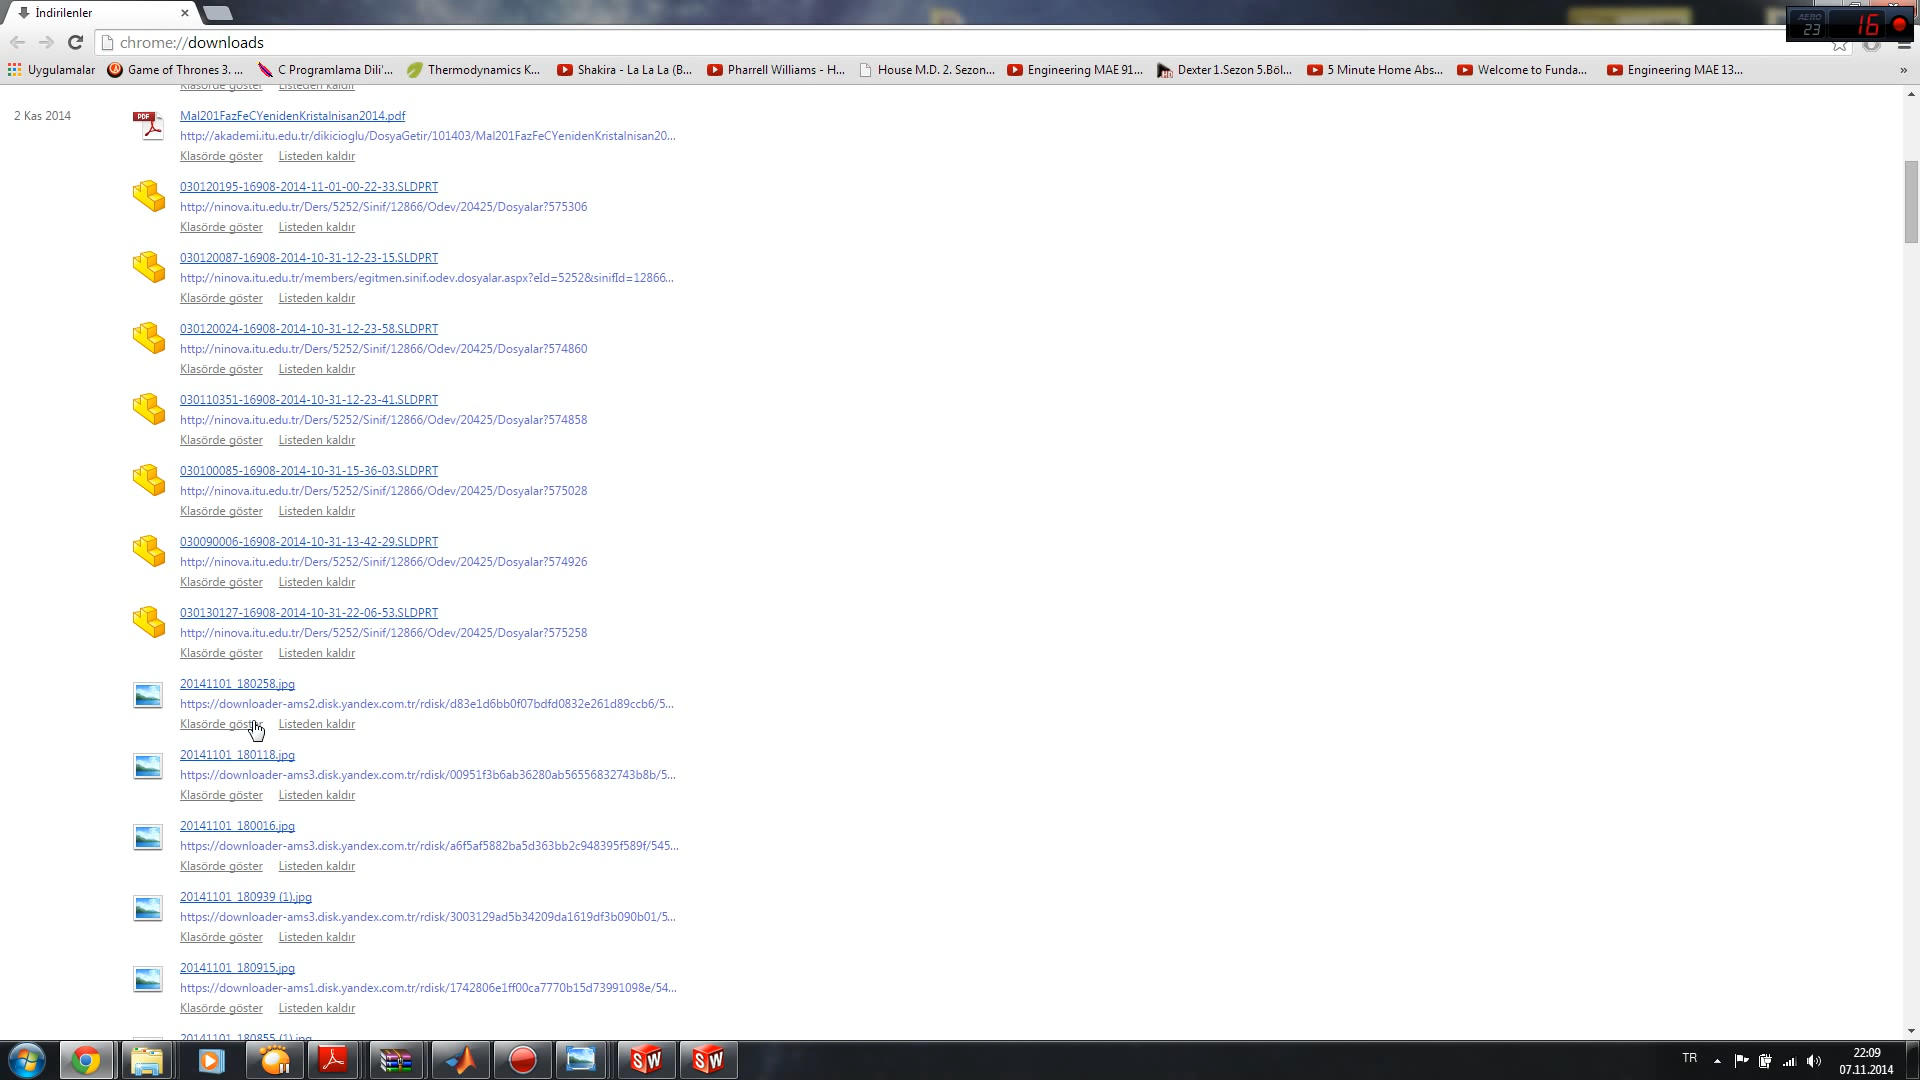 İndirilenler
AERO
23
16
chrome://downloads
Uygulamalar
Game of Thrones 3. ...
C Programlama Dili'...
Thermodynamics K...
Shakira - La La La (B...
Pharrell Williams - H...
House M.D. 2. Sezon...
Engineering MAE 91...
Dexter 1.Sezon 5.Böl...
5 Minute Home Abs...
Welcome to Funda...
Engineering MAE 13...
»
Klasörde göster Listeden kaldır
2 Kas 2014
PDF
Mal201FazFeCYenidenKristalnisan2014.pdf
http://akademi.itu.edu.tr/dikicioglu/DosyaGetir/101403/Mal201FazFeCYenidenKristalnisan20...
Klasörde göster Listeden kaldır
030120195-16908-2014-11-01-00-22-33.SLDPRT
http://ninova.itu.edu.tr/Ders/5252/Sinif/12866/Odev/20425/Dosyalar?575306
Klasörde göster Listeden kaldır
030120087-16908-2014-10-31-12-23-15.SLDPRT
http://ninova.itu.edu.tr/members/egitmen.sinif.odev.dosyalar.aspx?eId=5252&sinifId=12866...
Klasörde göster Listeden kaldır
030120024-16908-2014-10-31-12-23-58.SLDPRT
http://ninova.itu.edu.tr/Ders/5252/Sinif/12866/Odev/20425/Dosyalar?574860
Klasörde göster Listeden kaldır
030110351-16908-2014-10-31-12-23-41.SLDPRT
http://ninova.itu.edu.tr/Ders/5252/Sinif/12866/Odev/20425/Dosyalar?574858
Klasörde göster Listeden kaldır
030100085-16908-2014-10-31-15-36-03.SLDPRT
http://ninova.itu.edu.tr/Ders/5252/Sinif/12866/Odev/20425/Dosyalar?575028
Klasörde göster Listeden kaldır
030090006-16908-2014-10-31-13-42-29.SLDPRT
http://ninova.itu.edu.tr/Ders/5252/Sinif/12866/Odev/20425/Dosyalar?574926
Klasörde göster Listeden kaldır
030130127-16908-2014-10-31-22-06-53.SLDPRT
http://ninova.itu.edu.tr/Ders/5252/Sinif/12866/Odev/20425/Dosyalar?575258
Klasörde göster Listeden kaldır
20141101_180258.jpg
https://downloader-ams2.disk.yandex.com.tr/rdisk/d83e1d6bb0f07bdfd0832e261d89ccb6/5...
Klasörde göster Listeden kaldır
20141101_180118.jpg
https://downloader-ams3.disk.yandex.com.tr/rdisk/00951f3b6ab36280ab56556832743b8b/5...
Klasörde göster Listeden kaldır
20141101_180016.jpg
https://downloader-ams3.disk.yandex.com.tr/rdisk/a6f5af5882ba5d363bb2c948395f589f/545...
Klasörde göster Listeden kaldır
20141101_180939 (1).jpg
https://downloader-ams3.disk.yandex.com.tr/rdisk/3003129ad5b34209da1619df3b090b01/5...
Klasörde göster Listeden kaldır
20141101_180915.jpg
https://downloader-ams1.disk.yandex.com.tr/rdisk/1742806e1ff00ca7770b15d73991098e/54...
Klasörde göster Listeden kaldır
20141101_180855 (1).jpg
SW
SW
TR
22:09
07.11.2014